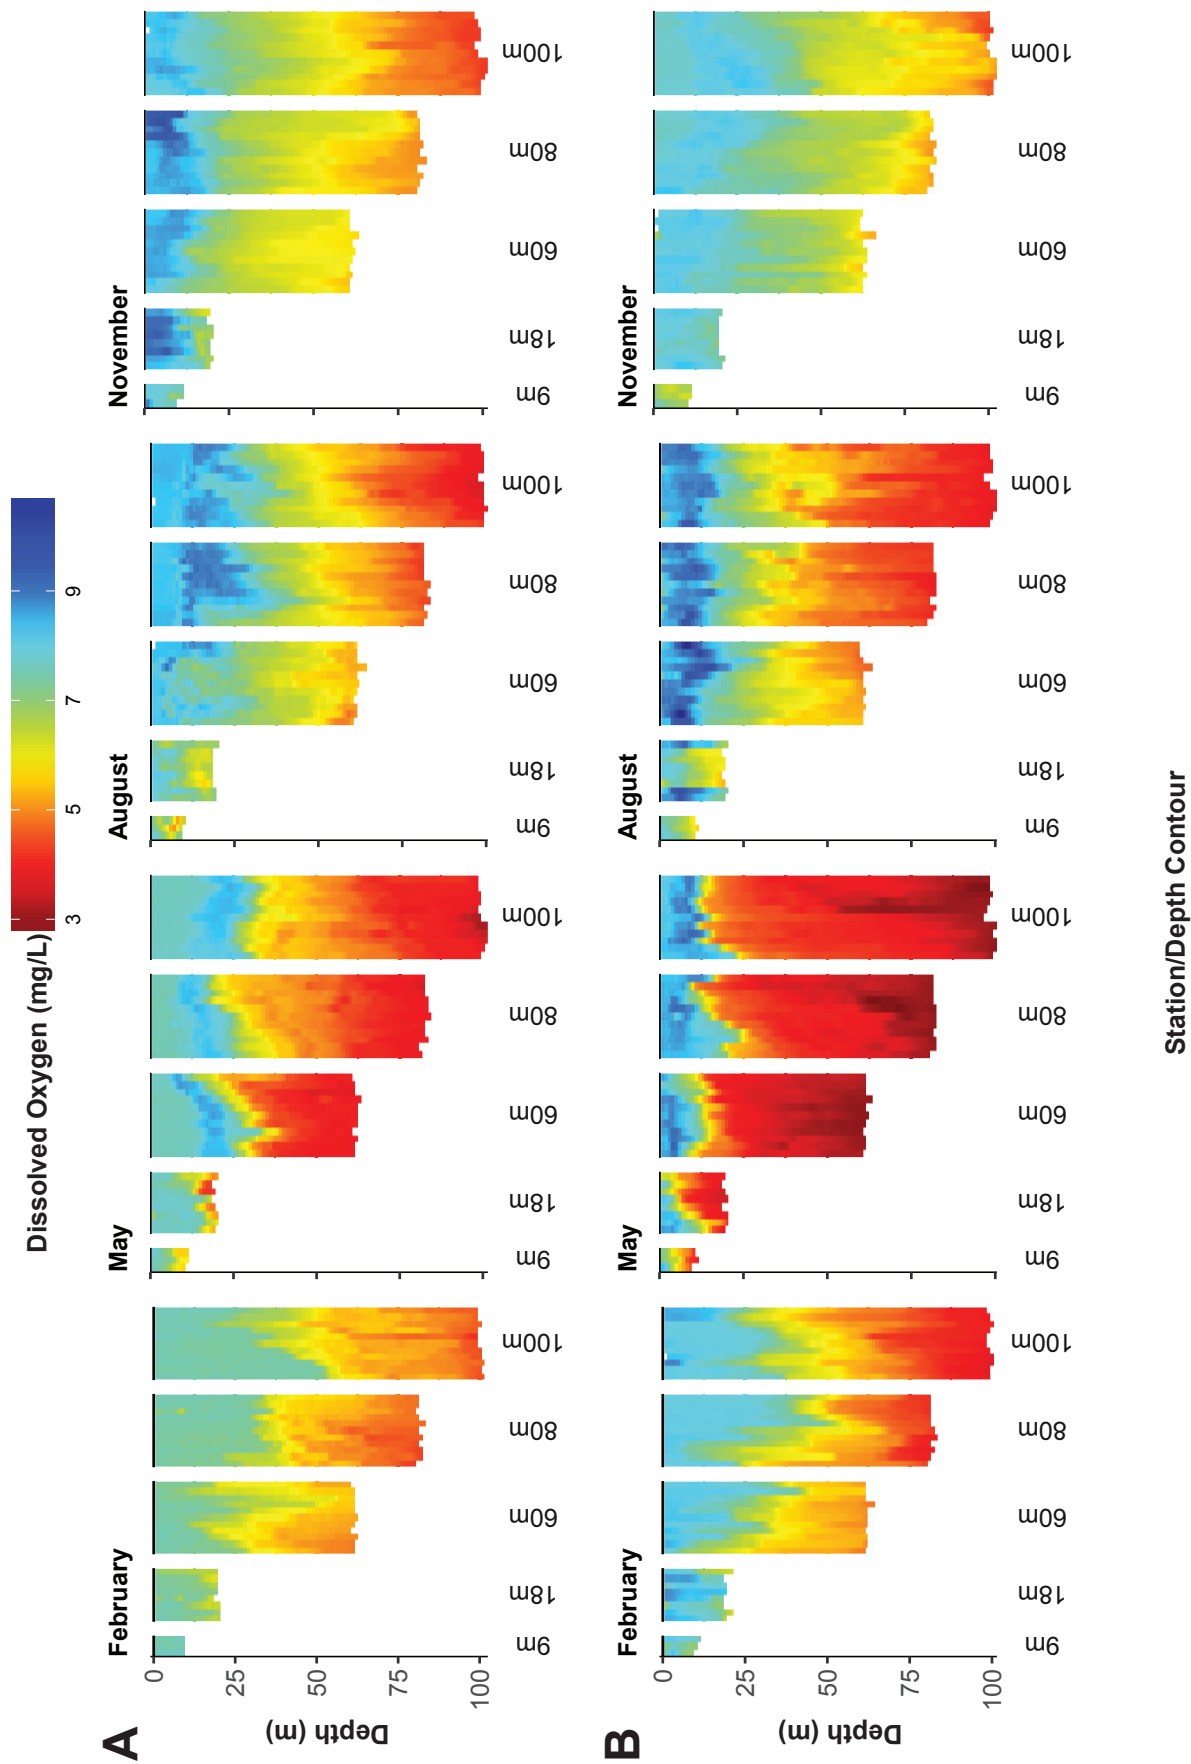 Dissolved Oxygen (mg/L)
3 5 7 9
A
February May August November
Depth (m)
0
25
50
75
100
9m 18m 60m 80m 100m 9m 18m 60m 80m 100m 9m 18m 60m 80m 100m 9m 18m 60m 80m 100m
B
February May August November
Depth (m)
0
25
50
75
100
9m 18m 60m 80m 100m 9m 18m 60m 80m 100m 9m 18m 60m 80m 100m 9m 18m 60m 80m 100m
Station/Depth Contour